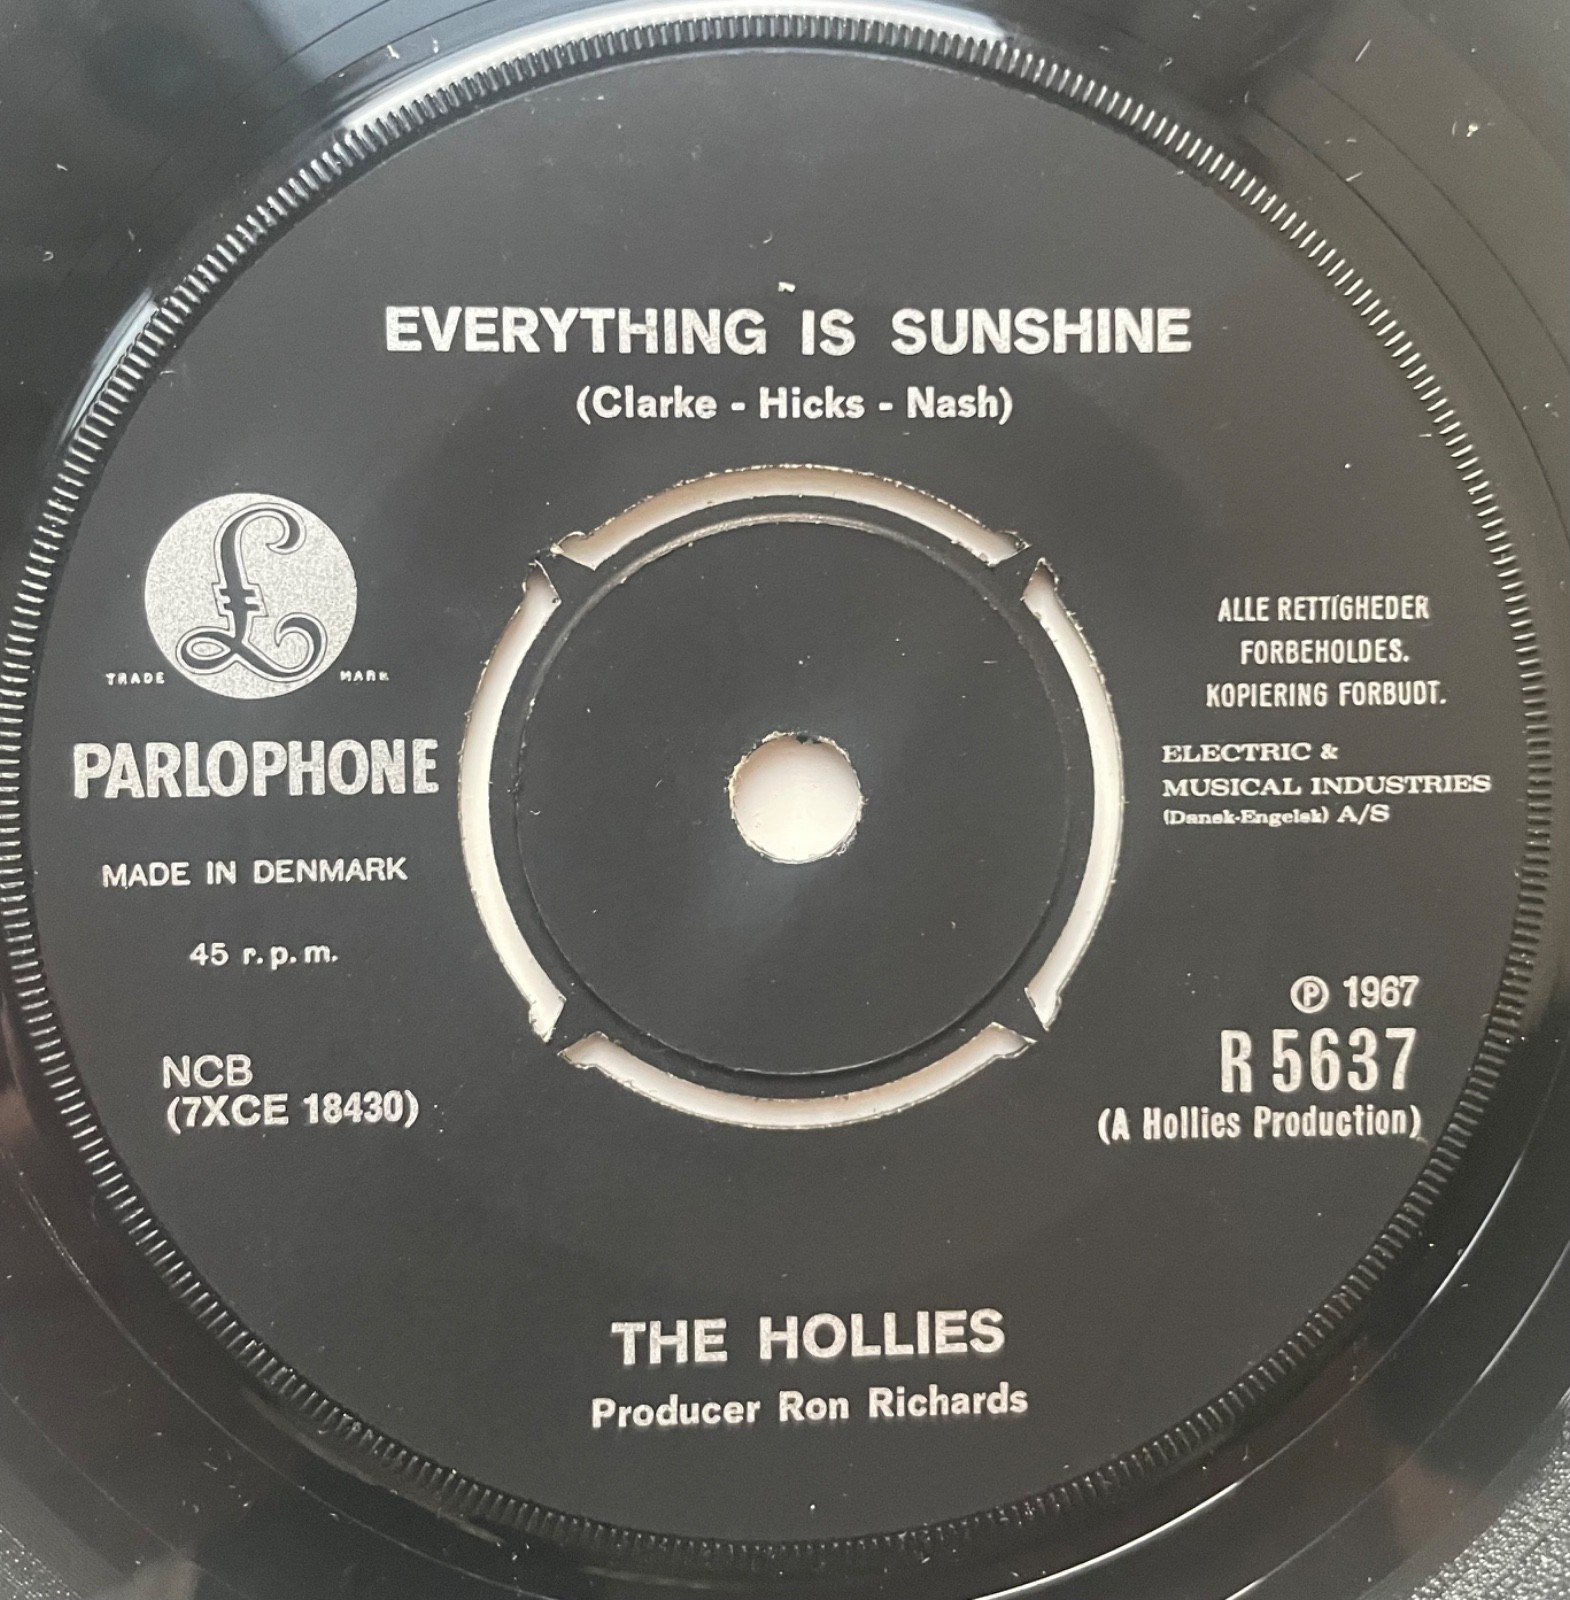 EVERYTHING IS SUNSHINE
(Clarke - Hicks - Nash)
£
TRADE MARK
PARLOPHONE
MADE IN DENMARK
45 r.p.m.
NCB
(7XCE 18430)
ALLE RETTIGHEDER
FORBEHOLDES.
KOPIERING FORBUDT.
ELECTRIC &
MUSICAL INDUSTRIES
(Dansk-Engelsk) A/S
℗ 1967
R 5637
(A Hollies Production)
THE HOLLIES
Producer Ron Richards